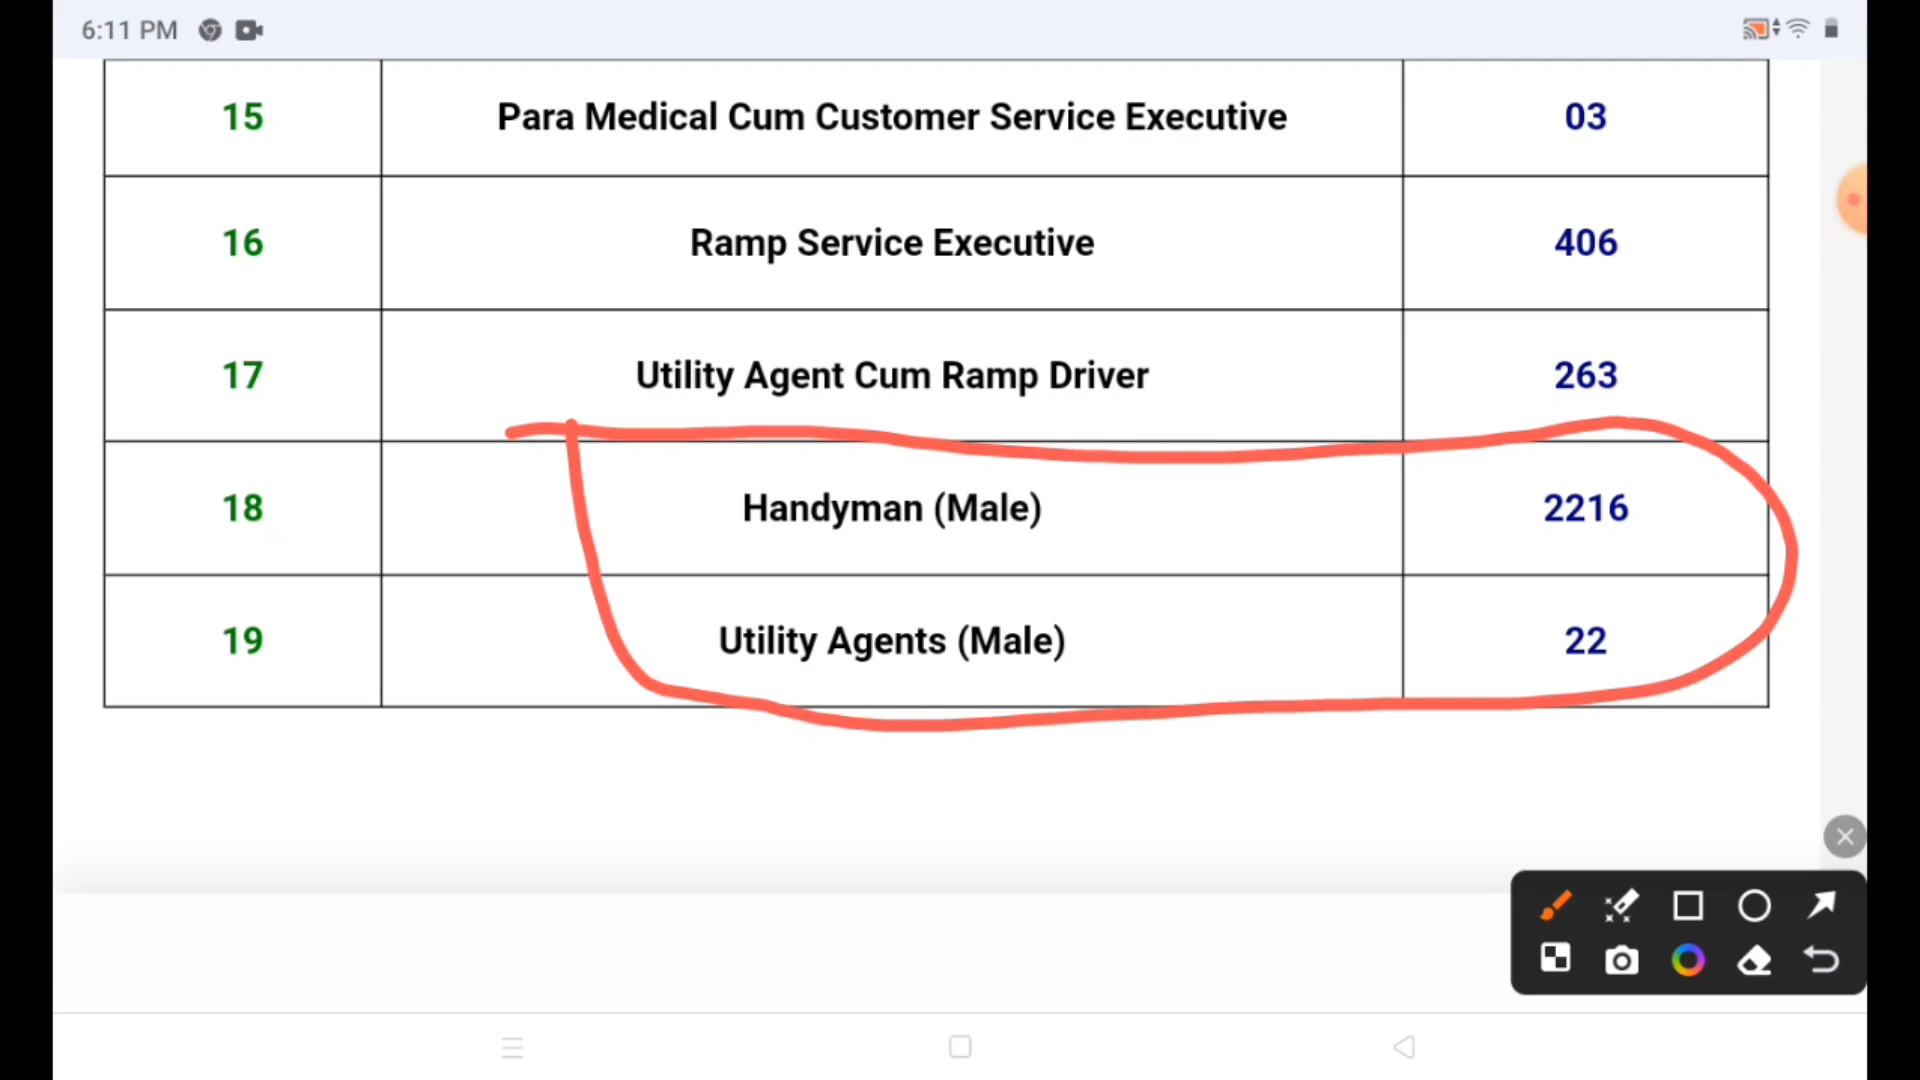 6:11 PM
15 Para Medical Cum Customer Service Executive 03
16 Ramp Service Executive 406
17 Utility Agent Cum Ramp Driver 263
18 Handyman (Male) 2216
19 Utility Agents (Male) 22